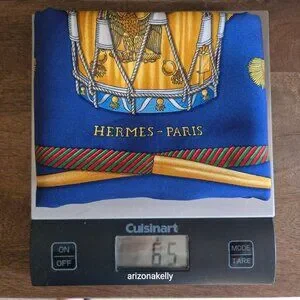 HERMES - PARIS
Cuisinart
ON
OFF
65
MODE
TARE
arizonakelly